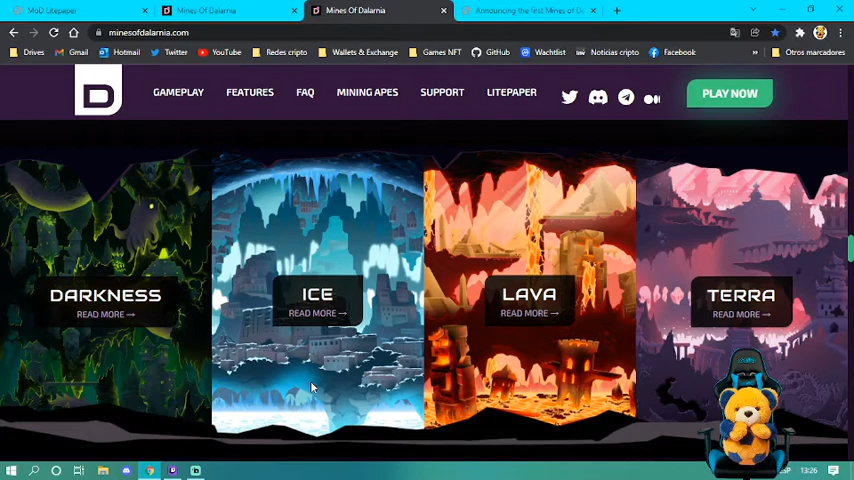 MoD Litepaper
Mines Of Dalarnia
Mines Of Dalarnia
Announcing the first Mines of D
minesofdalarnia.com
Drives
Gmail
Hotmail
Twitter
YouTube
Redes cripto
Wallets & Exchange
Games NFT
GitHub
Wachtlist
Noticias cripto
Facebook
»
Otros marcadores
D
GAMEPLAY
FEATURES
FAQ
MINING APES
SUPPORT
LITEPAPER
PLAY NOW
DARKNESS
READ MORE →
ICE
READ MORE →
LAVA
READ MORE →
TERRA
READ MORE →
13:26